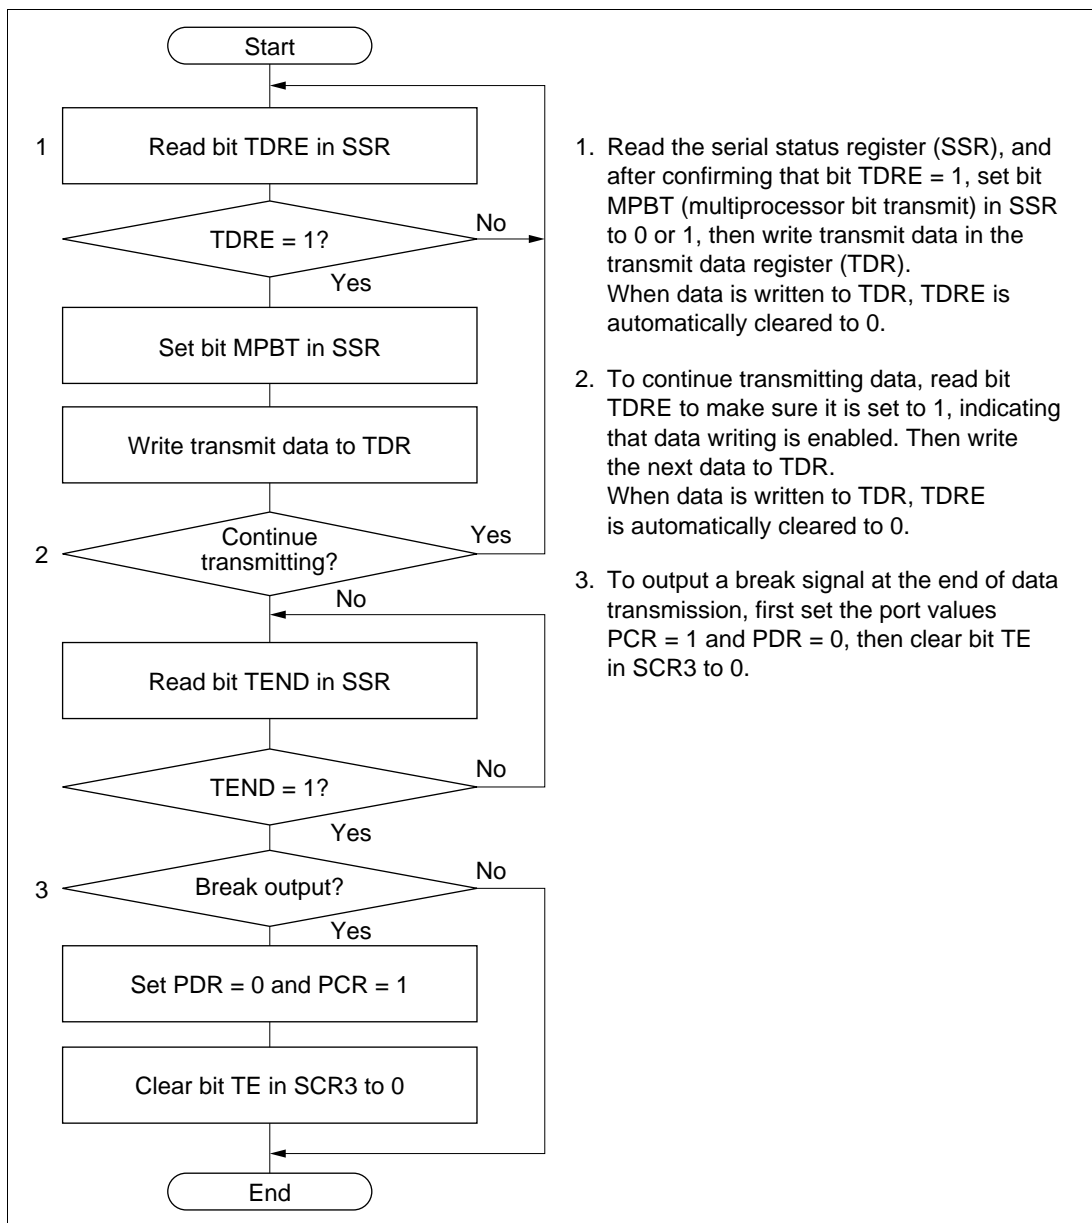 Start
1
Read bit TDRE in SSR
No
TDRE = 1?
Yes
Set bit MPBT in SSR
Write transmit data to TDR
Continue
transmitting?
Yes
2
No
Read bit TEND in SSR
No
TEND = 1?
Yes
No
3
Break output?
Yes
Set PDR = 0 and PCR = 1
Clear bit TE in SCR3 to 0
End
1. Read the serial status register (SSR), and
after confirming that bit TDRE = 1, set bit
MPBT (multiprocessor bit transmit) in SSR
to 0 or 1, then write transmit data in the
transmit data register (TDR).
When data is written to TDR, TDRE is
automatically cleared to 0.
2. To continue transmitting data, read bit
TDRE to make sure it is set to 1, indicating
that data writing is enabled. Then write
the next data to TDR.
When data is written to TDR, TDRE
is automatically cleared to 0.
3. To output a break signal at the end of data
transmission, first set the port values
PCR = 1 and PDR = 0, then clear bit TE
in SCR3 to 0.